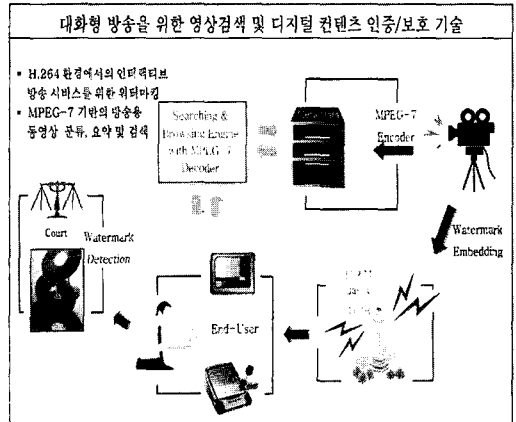 대화형 방송을 위한 영상검색 및 디지털 컨텐츠 인증/보호 기술
▪ H.264 환경에서의 인터랙티브
방송 서비스를 위한 워터마킹
▪ MPEG-7 기반의 방송용
동영상 분류, 요약 및 검색
Searching &
Browsing Engine
with MPEG-7
Decoder
MPEG-7
Encoder
Watermark
Embedding
Court
Watermark
Detection
End-User